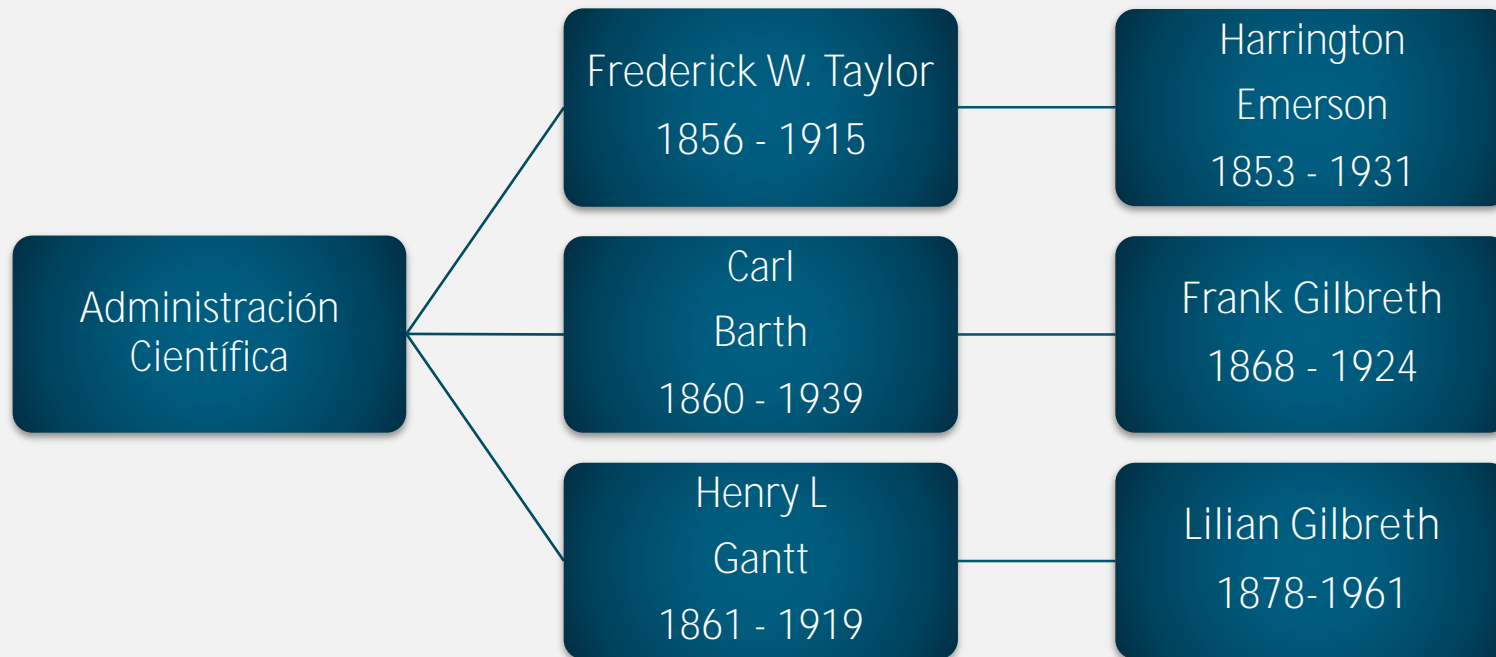 Administración
Científica
Frederick W. Taylor
1856 - 1915
Harrington
Emerson
1853 - 1931
Carl
Barth
1860 - 1939
Frank Gilbreth
1868 - 1924
Henry L
Gantt
1861 - 1919
Lilian Gilbreth
1878-1961